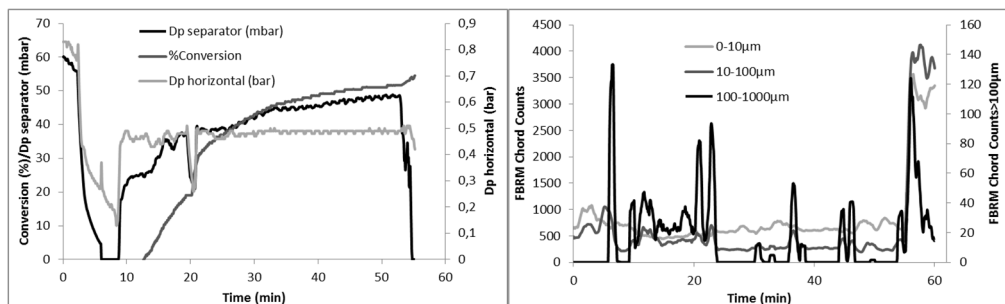 Conversion (%)/Dp separator (mbar)
70
60
50
40
30
20
10
0
Dp separator (mbar)
%Conversion
Dp horizontal (bar)
0,9
0,8
0,7
0,6
0,5
0,4
0,3
0,2
0,1
0
Dp horizontal (bar)
0 10 20 30 40 50 60
Time (min)
FBRM Chord Counts
4500
4000
3500
3000
2500
2000
1500
1000
500
0
0-10µm
10-100µm
100-1000µm
160
140
120
100
80
60
40
20
0
FBRM Chord Counts>100µm
0 20 40 60
Time (min)